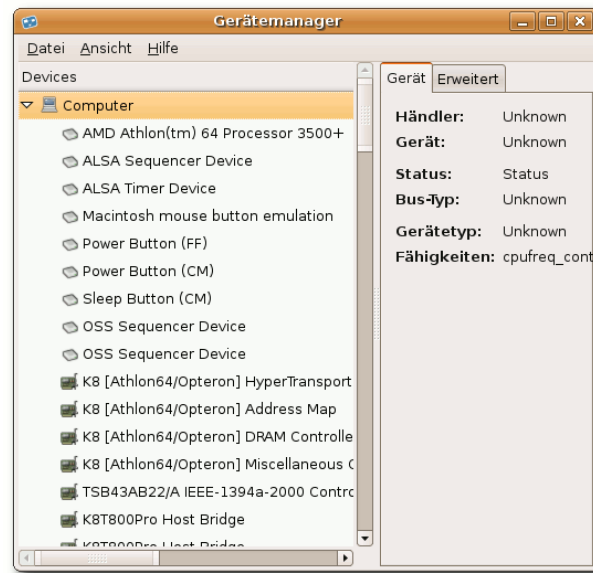 Gerätemanager
Datei Ansicht Hilfe
Devices
Computer
AMD Athlon(tm) 64 Processor 3500+
ALSA Sequencer Device
ALSA Timer Device
Macintosh mouse button emulation
Power Button (FF)
Power Button (CM)
Sleep Button (CM)
OSS Sequencer Device
OSS Sequencer Device
K8 [Athlon64/Opteron] HyperTransport
K8 [Athlon64/Opteron] Address Map
K8 [Athlon64/Opteron] DRAM Controlle
K8 [Athlon64/Opteron] Miscellaneous C
TSB43AB22/A IEEE-1394a-2000 Contrc
K8T800Pro Host Bridge
K8T800Pro Host Bridge
Gerät Erweitert
Händler: Unknown
Gerät: Unknown
Status: Status
Bus-Typ: Unknown
Gerätetyp: Unknown
Fähigkeiten: cpufreq_cont